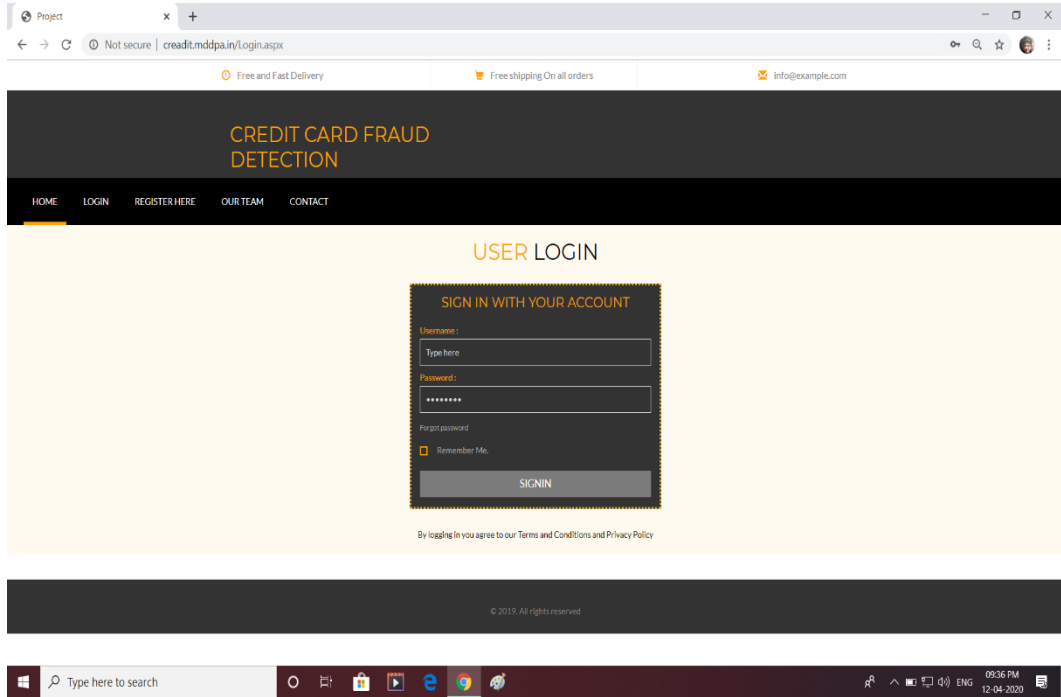 Project
Not secure | creadit.mddpa.in/Login.aspx
Free and Fast Delivery
Free shipping On all orders
info@example.com
CREDIT CARD FRAUD
DETECTION
HOME LOGIN REGISTER HERE OUR TEAM CONTACT
USER LOGIN
SIGN IN WITH YOUR ACCOUNT
Username :
Type here
Password :
••••••••
Forgot password
Remember Me.
SIGNIN
By logging in you agree to our Terms and Conditions and Privacy Policy
© 2019. All rights reserved
Type here to search
ENG
09:36 PM
12-04-2020